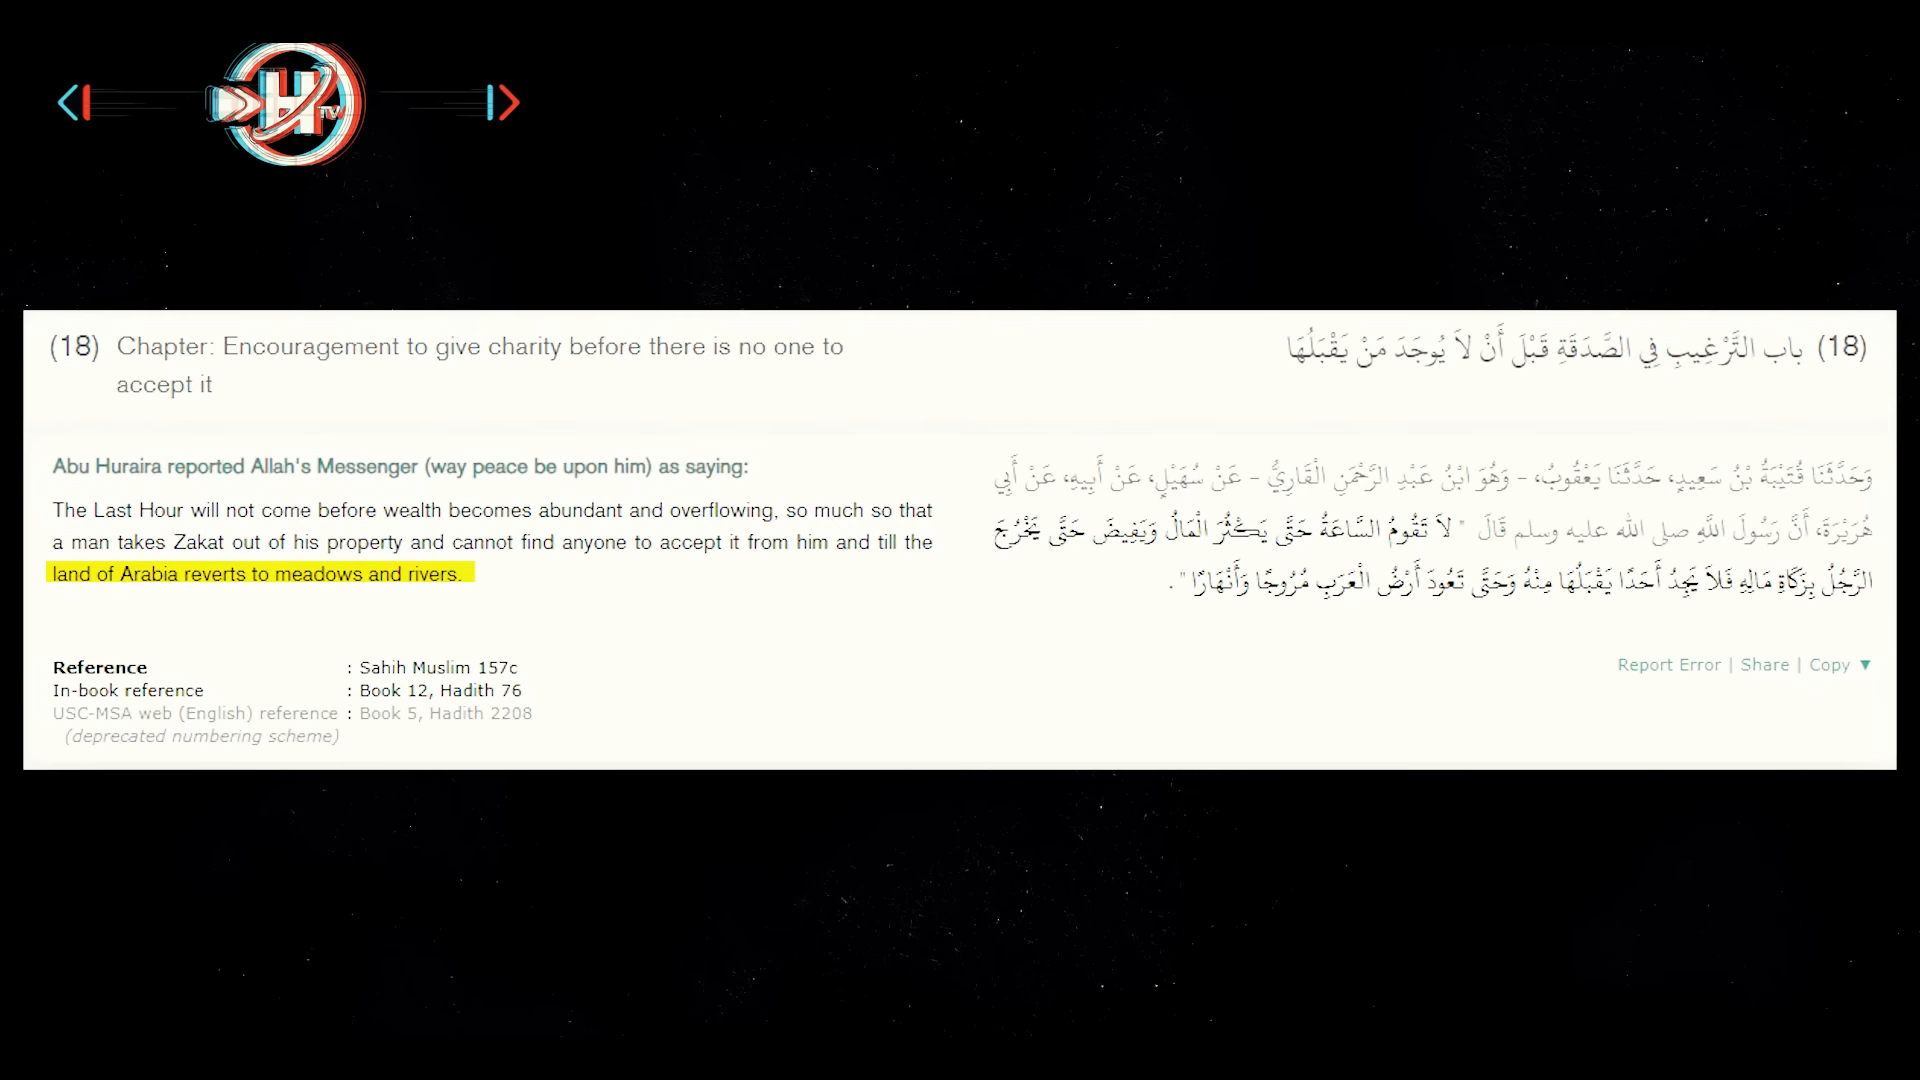 H TV
(18) Chapter: Encouragement to give charity before there is no one to
accept it
(18) باب التَّرْغِيبِ فِي الصَّدَقَةِ قَبْلَ أَنْ لاَ يُوجَدَ مَنْ يَقْبَلُهَا
Abu Huraira reported Allah's Messenger (way peace be upon him) as saying:
The Last Hour will not come before wealth becomes abundant and overflowing, so much so that
a man takes Zakat out of his property and cannot find anyone to accept it from him and till the
land of Arabia reverts to meadows and rivers.
وَحَدَّثَنَا قُتَيْبَةُ بْنُ سَعِيدٍ، حَدَّثَنَا يَعْقُوبُ، - وَهُوَ ابْنُ عَبْدِ الرَّحْمَنِ الْقَارِيُّ - عَنْ سُهَيْلٍ، عَنْ أَبِيهِ، عَنْ أَبِي
هُرَيْرَةَ، أَنَّ رَسُولَ اللَّهِ صلى الله عليه وسلم قَالَ " لاَ تَقُومُ السَّاعَةُ حَتَّى يَكْثُرَ الْمَالُ وَيَفِيضَ حَتَّى يَخْرُجَ
الرَّجُلُ بِزَكَاةِ مَالِهِ فَلاَ يَجِدُ أَحَدًا يَقْبَلُهَا مِنْهُ وَحَتَّى تَعُودَ أَرْضُ الْعَرَبِ مُرُوجًا وَأَنْهَارًا " .
Reference : Sahih Muslim 157c
In-book reference : Book 12, Hadith 76
USC-MSA web (English) reference : Book 5, Hadith 2208
(deprecated numbering scheme)
Report Error | Share | Copy ▼